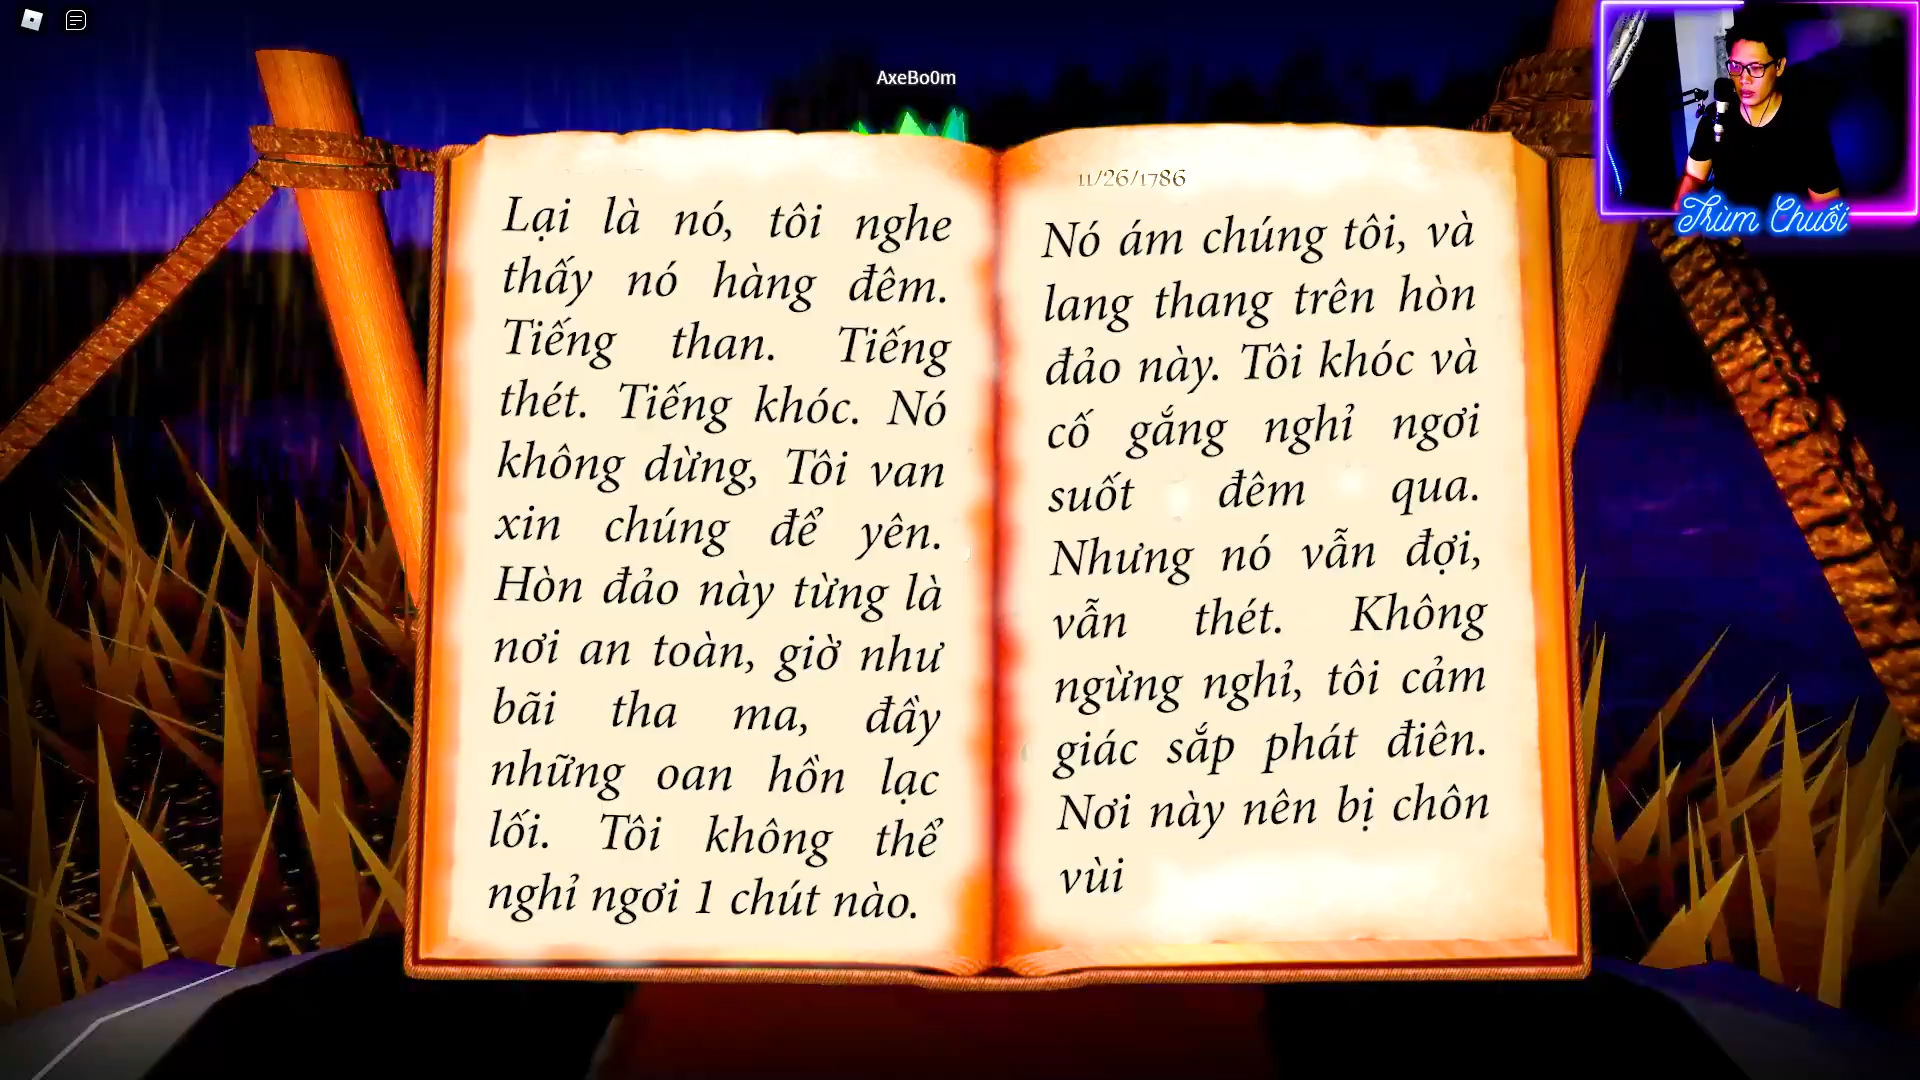 AxeBo0m
Trùm Chuối
Lại là nó, tôi nghe
thấy nó hàng đêm.
Tiếng than. Tiếng
thét. Tiếng khóc. Nó
không dừng, Tôi van
xin chúng để yên.
Hòn đảo này từng là
nơi an toàn, giờ như
bãi tha ma, đầy
những oan hồn lạc
lối. Tôi không thể
nghỉ ngơi 1 chút nào.
11/26/1786
Nó ám chúng tôi, và
lang thang trên hòn
đảo này. Tôi khóc và
cố gắng nghỉ ngơi
suốt đêm qua.
Nhưng nó vẫn đợi,
vẫn thét. Không
ngừng nghỉ, tôi cảm
giác sắp phát điên.
Nơi này nên bị chôn
vùi